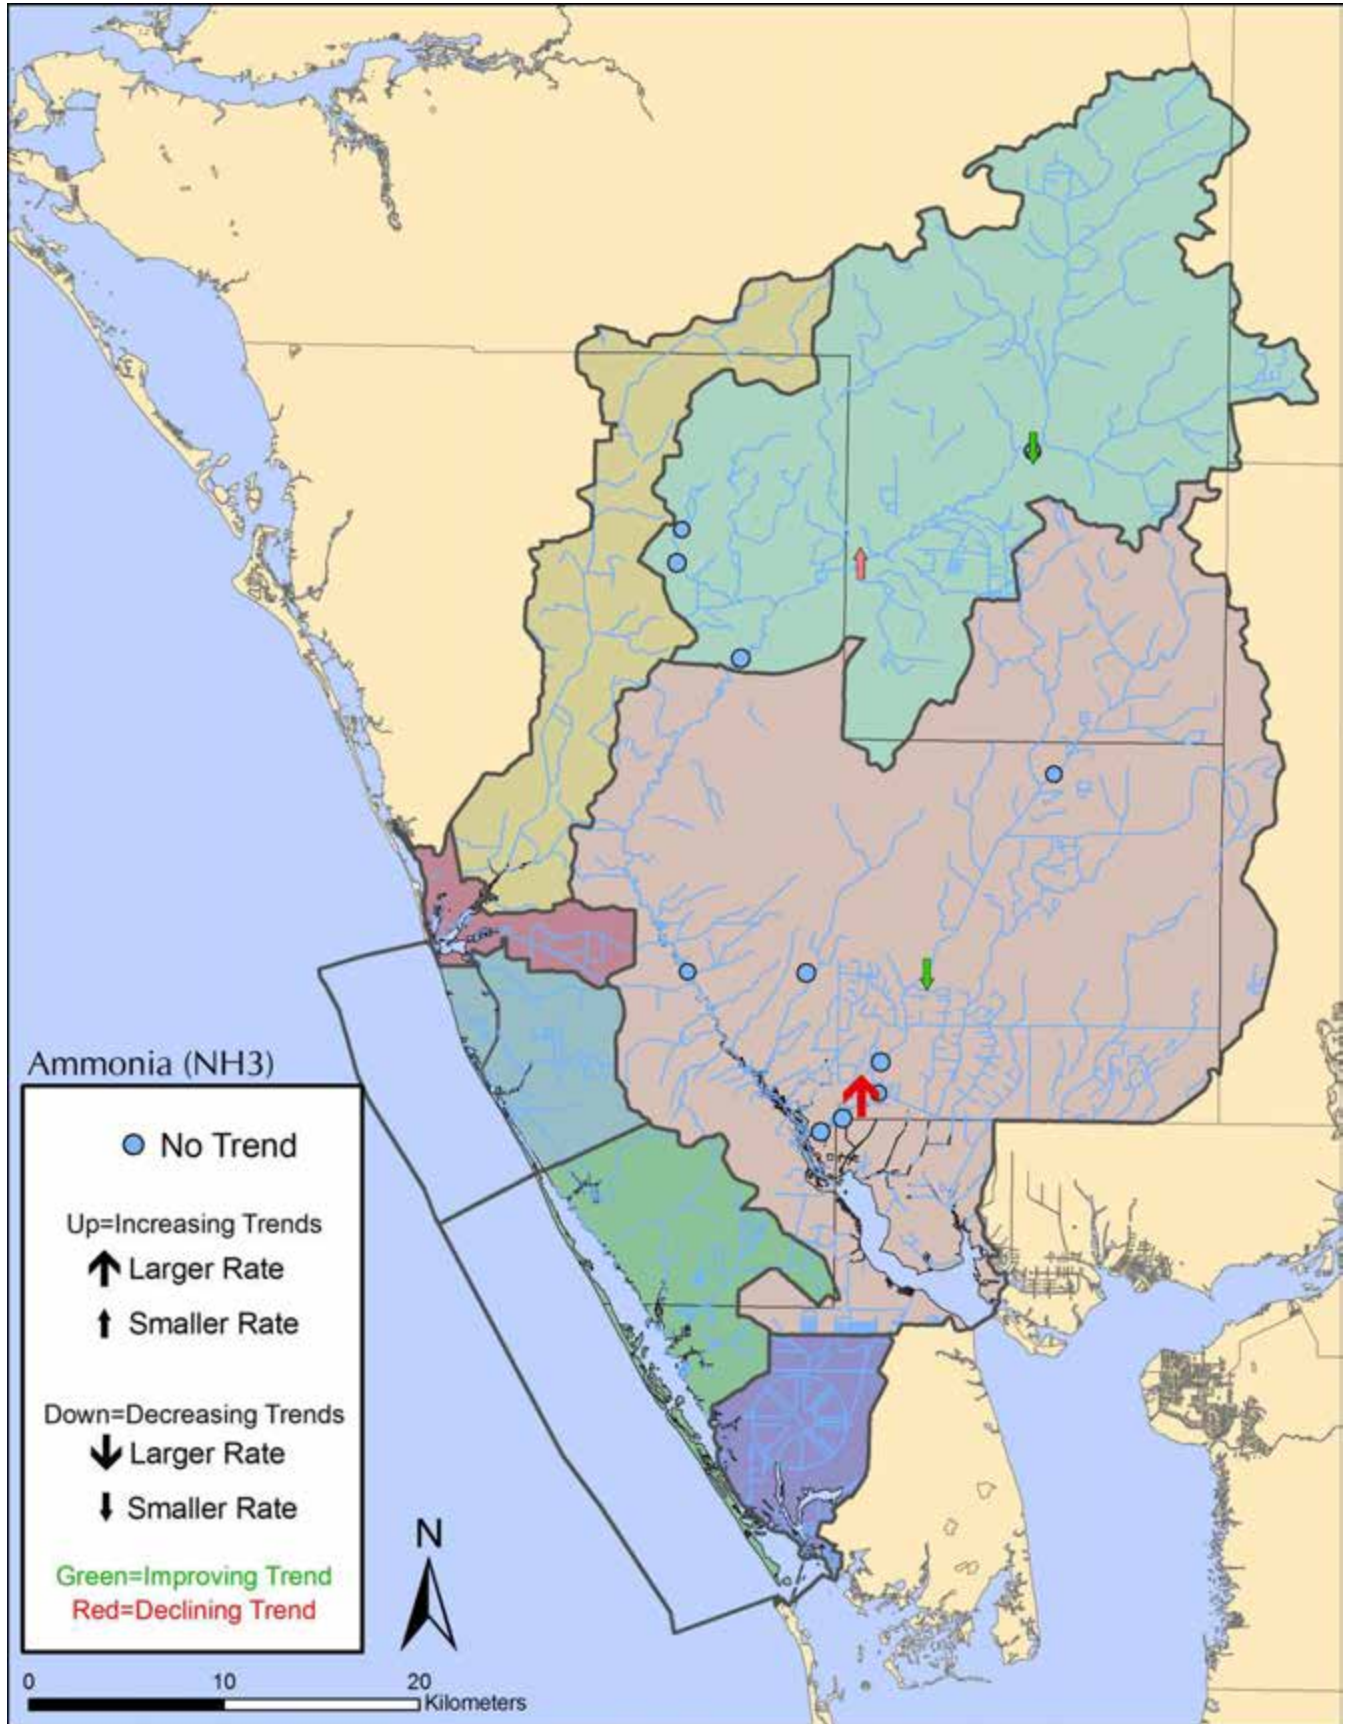 Ammonia (NH3)
No Trend
Up=Increasing Trends
Larger Rate
Smaller Rate
Down=Decreasing Trends
Larger Rate
Smaller Rate
Green=Improving Trend
Red=Declining Trend
N
0 10 20
Kilometers